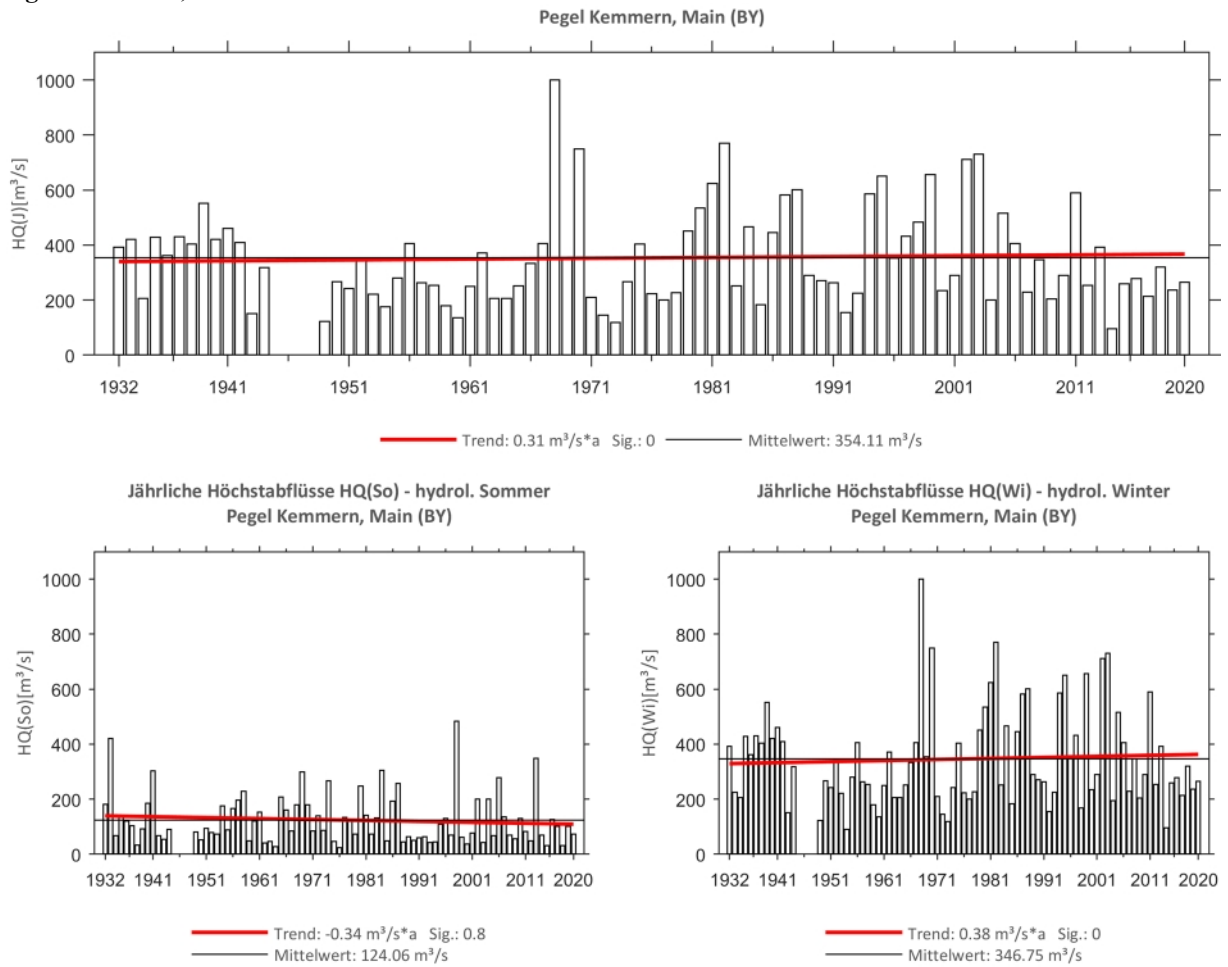 Pegel Kemmern, Main (BY)
HQ(J)[m³/s]
1000
800
600
400
200
0
1932 1941 1951 1961 1971 1981 1991 2001 2011 2020
Trend: 0.31 m³/s*a Sig.: 0 Mittelwert: 354.11 m³/s
Jährliche Höchstabflüsse HQ(So) - hydrol. Sommer
Pegel Kemmern, Main (BY)
HQ(So)[m³/s]
1000
800
600
400
200
0
1932 1941 1951 1961 1971 1981 1991 2001 2011 2020
Trend: -0.34 m³/s*a Sig.: 0.8
Mittelwert: 124.06 m³/s
Jährliche Höchstabflüsse HQ(Wi) - hydrol. Winter
Pegel Kemmern, Main (BY)
HQ(Wi)[m³/s]
1000
800
600
400
200
0
1932 1941 1951 1961 1971 1981 1991 2001 2011 2020
Trend: 0.38 m³/s*a Sig.: 0
Mittelwert: 346.75 m³/s